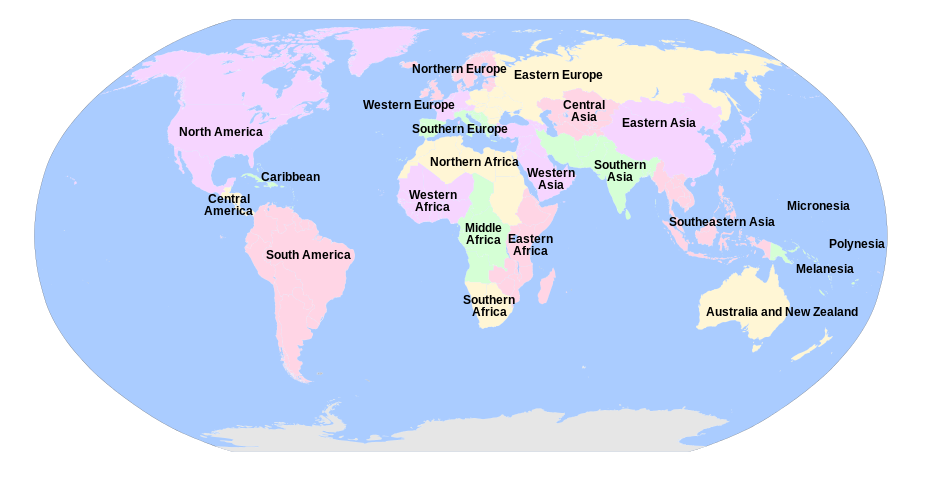 Northern Europe
Eastern Europe
Western Europe
Central
Asia
Eastern Asia
Southern Europe
North America
Northern Africa
Southern
Asia
Western
Asia
Caribbean
Central
America
Western
Africa
Micronesia
Southeastern Asia
Middle
Africa
Eastern
Africa
Polynesia
South America
Melanesia
Southern
Africa
Australia and New Zealand